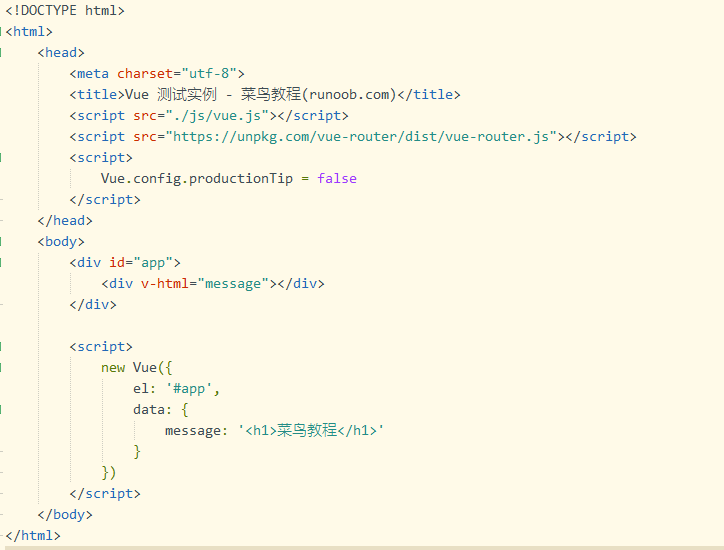 <!DOCTYPE html>
<html>
    <head>
        <meta charset="utf-8">
        <title>Vue 测试实例 - 菜鸟教程(runoob.com)</title>
        <script src="./js/vue.js"></script>
        <script src="https://unpkg.com/vue-router/dist/vue-router.js"></script>
        <script>
            Vue.config.productionTip = false
        </script>
    </head>
    <body>
        <div id="app">
            <div v-html="message"></div>
        </div>

        <script>
            new Vue({
                el: '#app',
                data: {
                    message: '<h1>菜鸟教程</h1>'
                }
            })
        </script>
    </body>
</html>